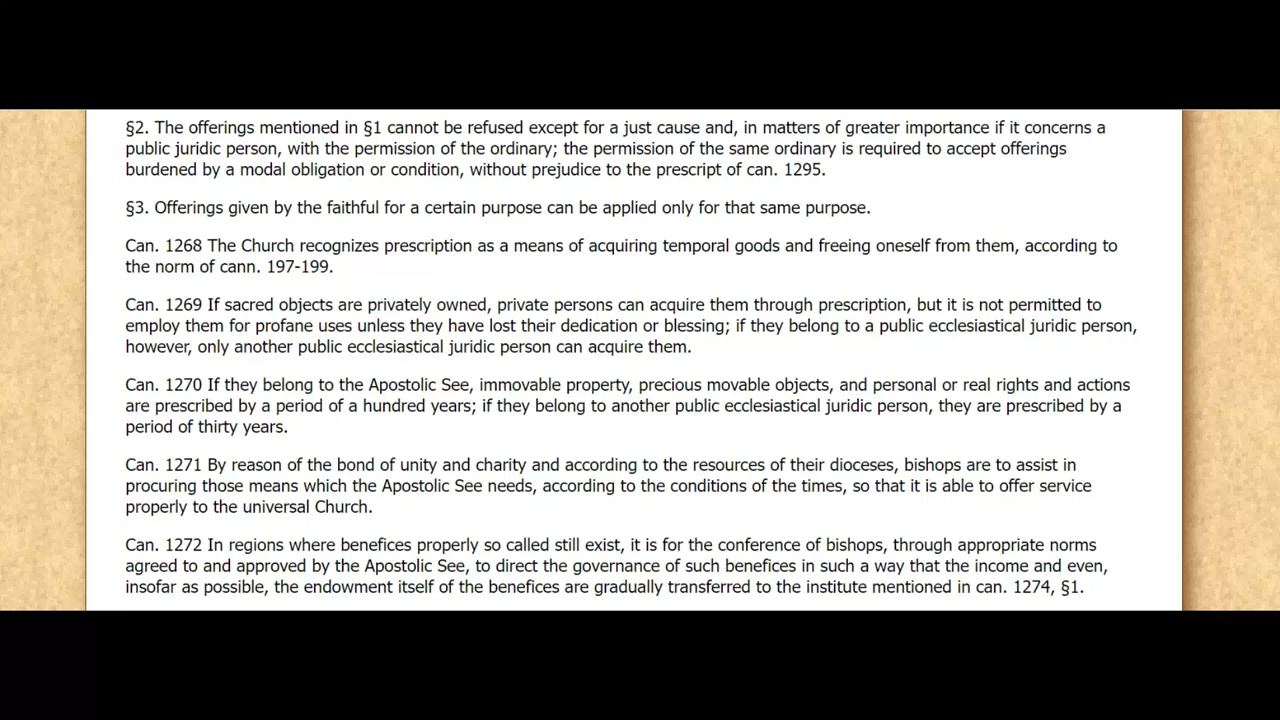 §2. The offerings mentioned in §1 cannot be refused except for a just cause and, in matters of greater importance if it concerns a
public juridic person, with the permission of the ordinary; the permission of the same ordinary is required to accept offerings
burdened by a modal obligation or condition, without prejudice to the prescript of can. 1295.
§3. Offerings given by the faithful for a certain purpose can be applied only for that same purpose.
Can. 1268 The Church recognizes prescription as a means of acquiring temporal goods and freeing oneself from them, according to
the norm of cann. 197-199.
Can. 1269 If sacred objects are privately owned, private persons can acquire them through prescription, but it is not permitted to
employ them for profane uses unless they have lost their dedication or blessing; if they belong to a public ecclesiastical juridic person,
however, only another public ecclesiastical juridic person can acquire them.
Can. 1270 If they belong to the Apostolic See, immovable property, precious movable objects, and personal or real rights and actions
are prescribed by a period of a hundred years; if they belong to another public ecclesiastical juridic person, they are prescribed by a
period of thirty years.
Can. 1271 By reason of the bond of unity and charity and according to the resources of their dioceses, bishops are to assist in
procuring those means which the Apostolic See needs, according to the conditions of the times, so that it is able to offer service
properly to the universal Church.
Can. 1272 In regions where benefices properly so called still exist, it is for the conference of bishops, through appropriate norms
agreed to and approved by the Apostolic See, to direct the governance of such benefices in such a way that the income and even,
insofar as possible, the endowment itself of the benefices are gradually transferred to the institute mentioned in can. 1274, §1.